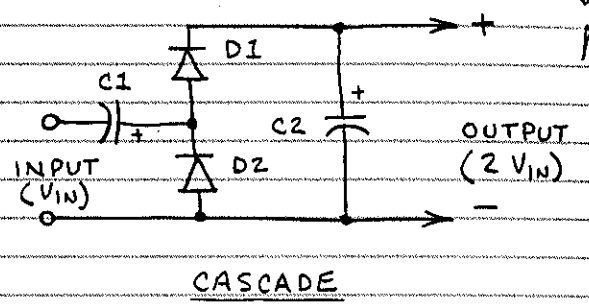 D1
+
C1
+
+
C2
OUTPUT
(2 VIN)
INPUT
(VIN)
D2
−
CASCADE